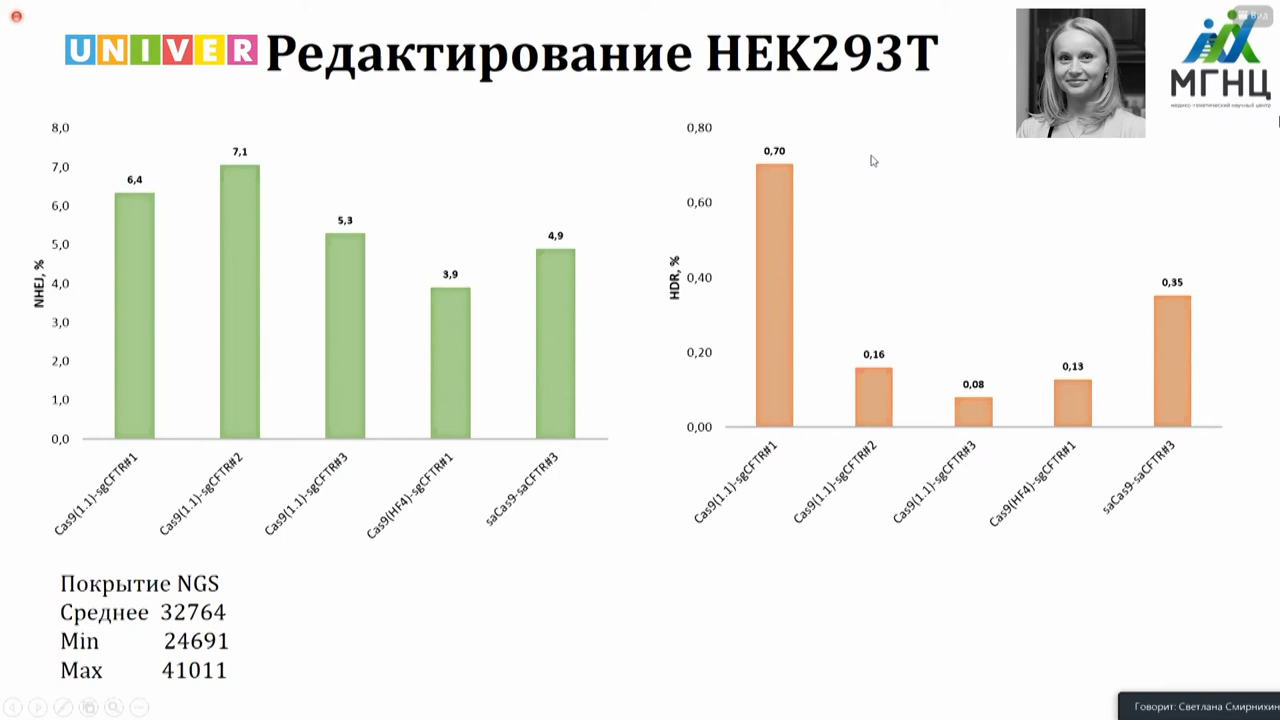 Вид
UNIVER Редактирование HEK293T
МГНЦ
медико-генетический научный центр
8,0
7,0
6,0
5,0
4,0
3,0
2,0
1,0
0,0
NHEJ, %
6,4
7,1
5,3
3,9
4,9
Cas9(1.1)-sgCFTR#1
Cas9(1.1)-sgCFTR#2
Cas9(1.1)-sgCFTR#3
Cas9(HF4)-sgCFTR#1
saCas9-saCFTR#3
0,80
0,60
0,40
0,20
0,00
HDR, %
0,70
0,16
0,08
0,13
0,35
Cas9(1.1)-sgCFTR#1
Cas9(1.1)-sgCFTR#2
Cas9(1.1)-sgCFTR#3
Cas9(HF4)-sgCFTR#1
saCas9-saCFTR#3
Покрытие NGS
Среднее 32764
Min 24691
Max 41011
Говорит: Светлана Смирнихин